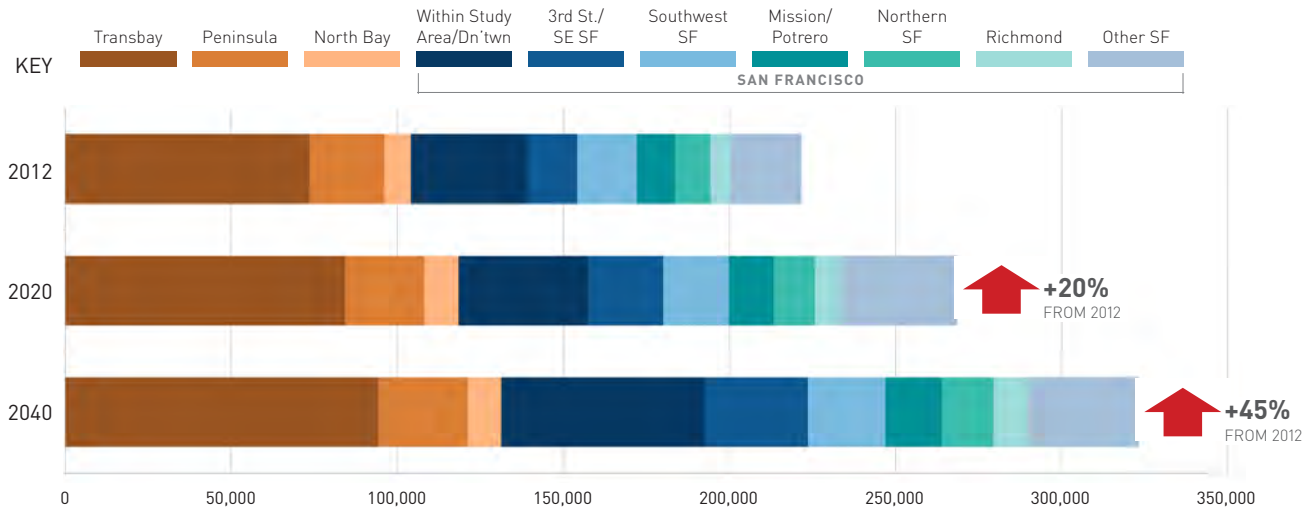 KEY
Transbay
Peninsula
North Bay
Within Study
Area/Dn'twn
3rd St./
SE SF
Southwest
SF
Mission/
Potrero
Northern
SF
Richmond
Other SF
SAN FRANCISCO
2012
2020
+20%
FROM 2012
2040
+45%
FROM 2012
0 50,000 100,000 150,000 200,000 250,000 300,000 350,000